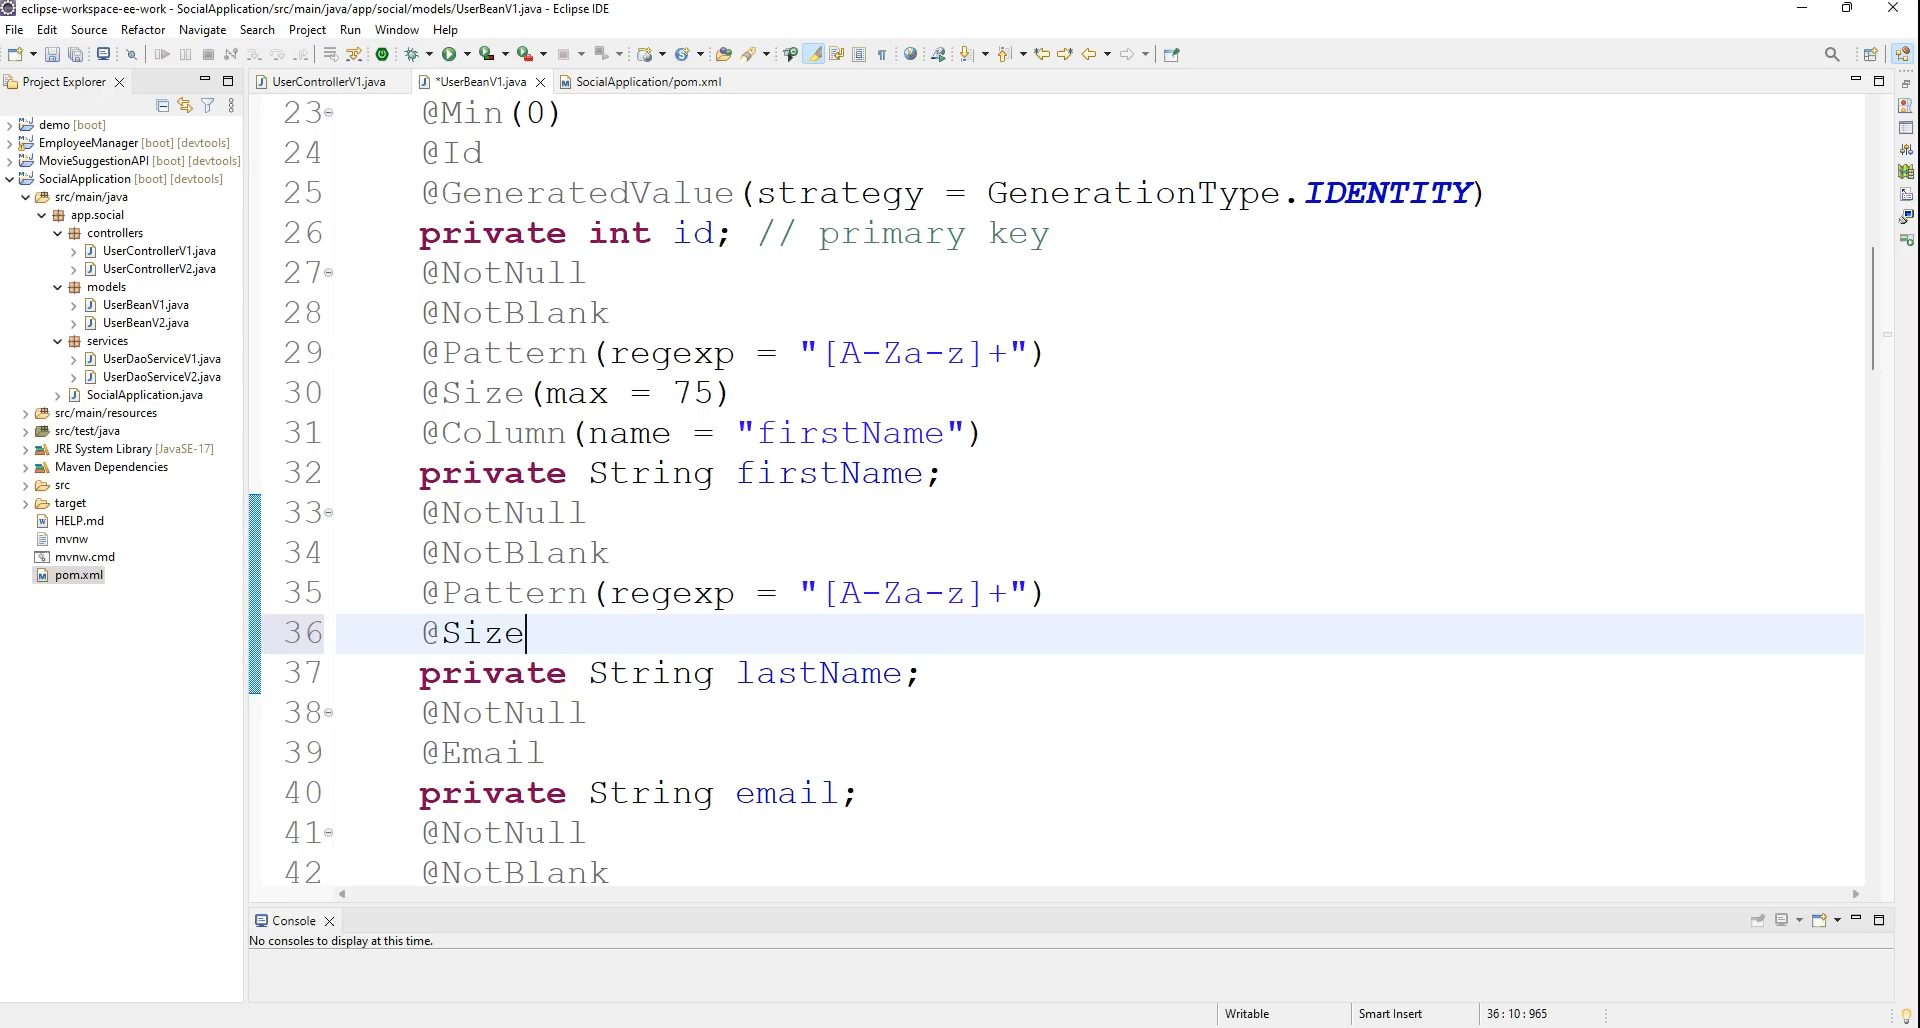 eclipse-workspace-ee-work - SocialApplication/src/main/java/app/social/models/UserBeanV1.java - Eclipse IDE
File Edit Source Refactor Navigate Search Project Run Window Help
Project Explorer
UserControllerV1.java *UserBeanV1.java SocialApplication/pom.xml
demo [boot]
EmployeeManager [boot] [devtools]
MovieSuggestionAPI [boot] [devtools]
SocialApplication [boot] [devtools]
src/main/java
app.social
controllers
UserControllerV1.java
UserControllerV2.java
models
UserBeanV1.java
UserBeanV2.java
services
UserDaoServiceV1.java
UserDaoServiceV2.java
SocialApplication.java
src/main/resources
src/test/java
JRE System Library [JavaSE-17]
Maven Dependencies
src
target
HELP.md
mvnw
mvnw.cmd
pom.xml
23 @Min(0)
24 @Id
25 @GeneratedValue(strategy = GenerationType.IDENTITY)
26 private int id; // primary key
27 @NotNull
28 @NotBlank
29 @Pattern(regexp = "[A-Za-z]+")
30 @Size(max = 75)
31 @Column(name = "firstName")
32 private String firstName;
33 @NotNull
34 @NotBlank
35 @Pattern(regexp = "[A-Za-z]+")
36 @Size
37 private String lastName;
38 @NotNull
39 @Email
40 private String email;
41 @NotNull
42 @NotBlank
Console
No consoles to display at this time.
Writable Smart Insert 36 : 10 : 965